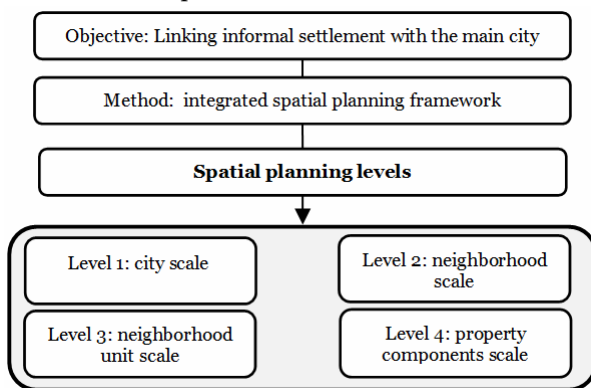 Objective: Linking informal settlement with the main city
Method:  integrated spatial planning framework
Spatial planning levels
Level 1: city scale
Level 2: neighborhood
scale
Level 3: neighborhood
unit scale
Level 4: property
components scale